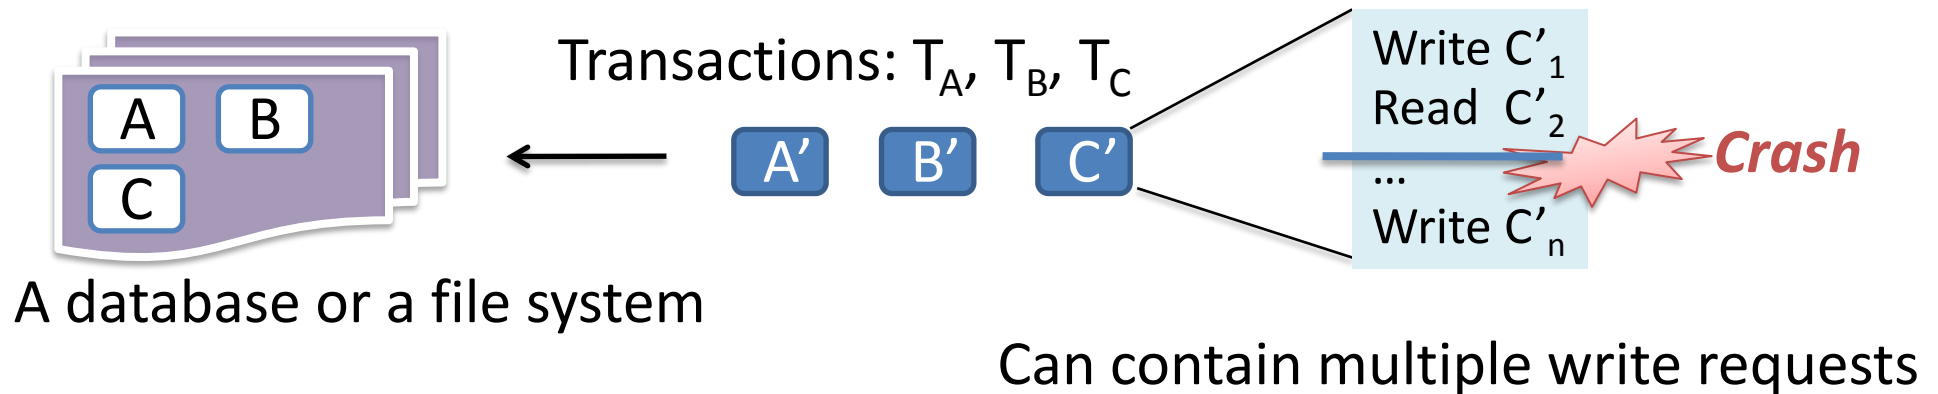 Transactions: T_A, T_B, T_C
A B
C
A’ B’ C’
Write C’_1
Read C’_2
...
Write C’_n
Crash
A database or a file system
Can contain multiple write requests